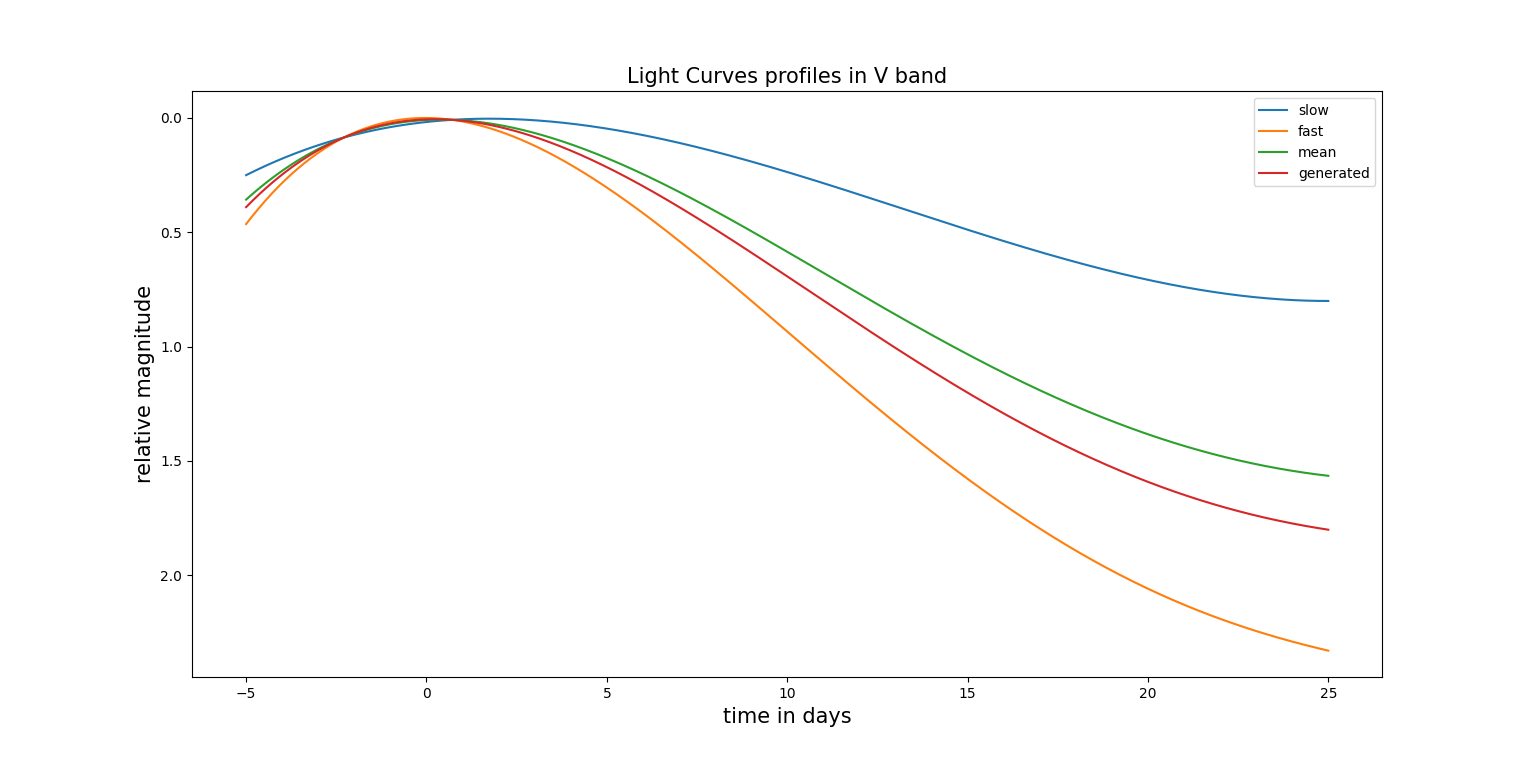 Light Curves profiles in V band
slow
fast
mean
generated
relative magnitude
0.0
0.5
1.0
1.5
2.0
−5
0
5
10
15
20
25
time in days